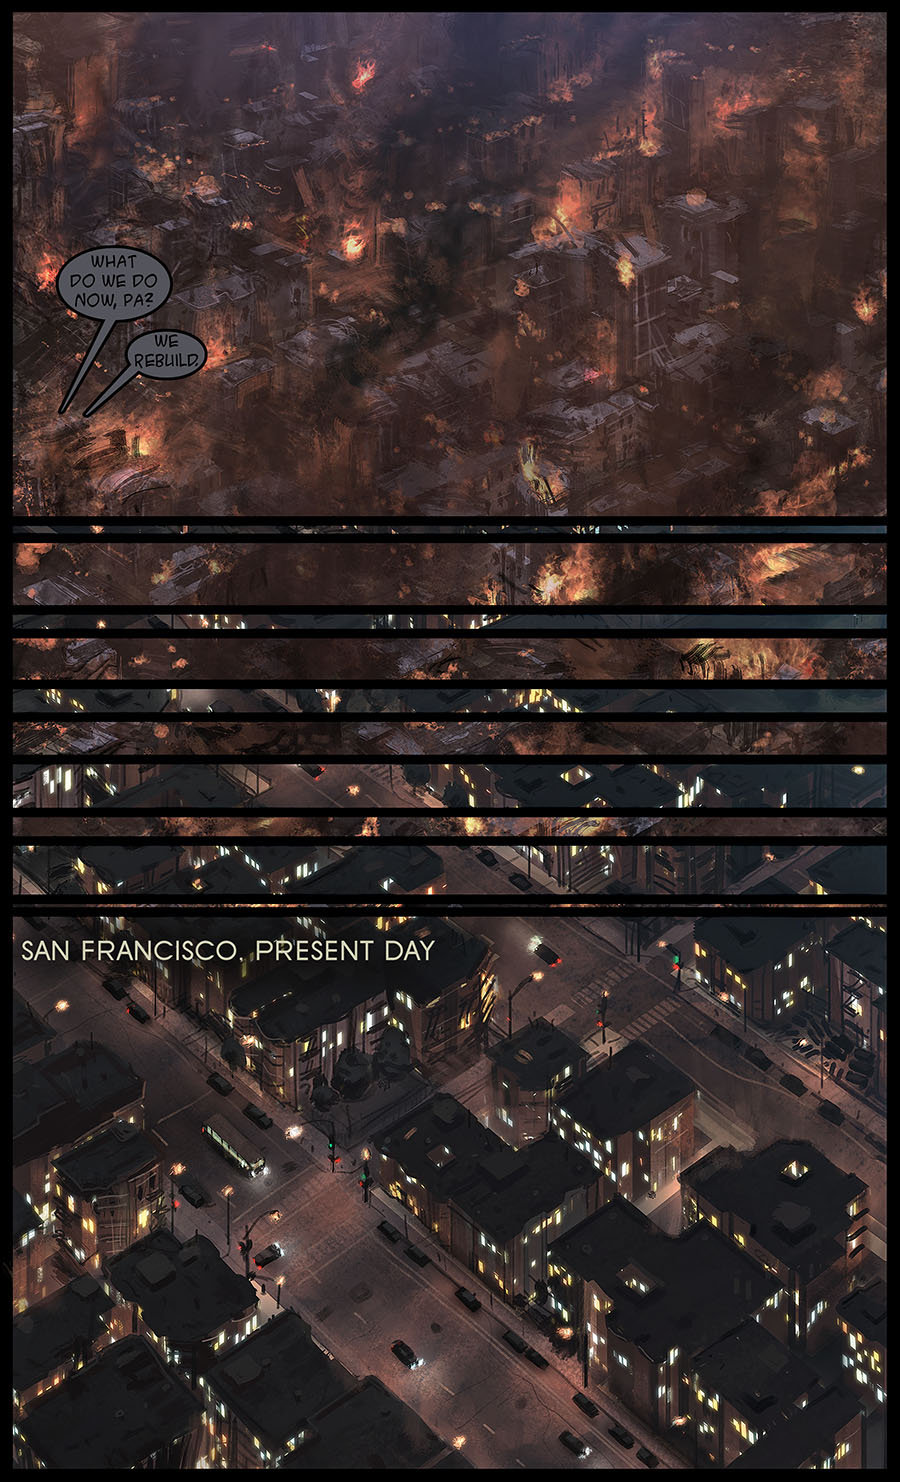 WHAT
DO WE DO
NOW, PA?
WE
REBUILD.
SAN FRANCISCO. PRESENT DAY